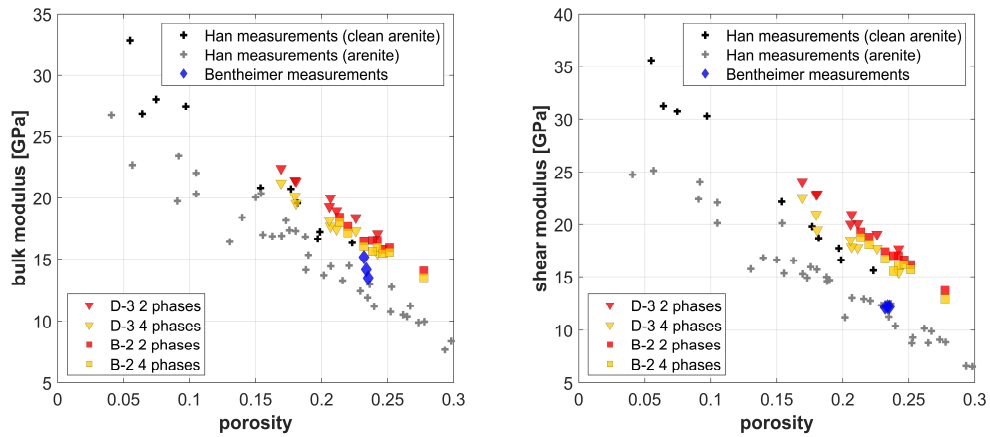 35
30
25
20
15
10
5
0
0.05
0.1
0.15
0.2
0.25
0.3
bulk modulus [GPa]
porosity
Han measurements (clean arenite)
Han measurements (arenite)
Bentheimer measurements
D-3 2 phases
D-3 4 phases
B-2 2 phases
B-2 4 phases
40
35
30
25
20
15
10
5
0
0.05
0.1
0.15
0.2
0.25
0.3
shear modulus [GPa]
porosity
Han measurements (clean arenite)
Han measurements (arenite)
Bentheimer measurements
D-3 2 phases
D-3 4 phases
B-2 2 phases
B-2 4 phases